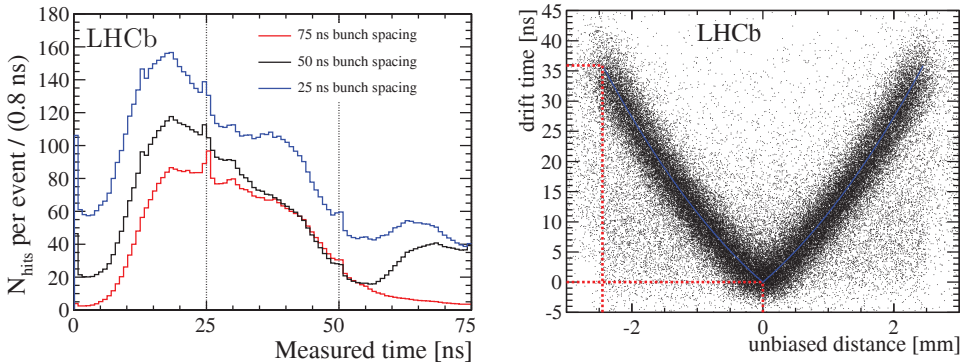 LHCb
75 ns bunch spacing
50 ns bunch spacing
25 ns bunch spacing
N_hits per event / (0.8 ns)
180
160
140
120
100
80
60
40
20
0
0 25 50 75
Measured time [ns]
LHCb
drift time [ns]
45
40
35
30
25
20
15
10
5
0
-5
-2 0 2
unbiased distance [mm]